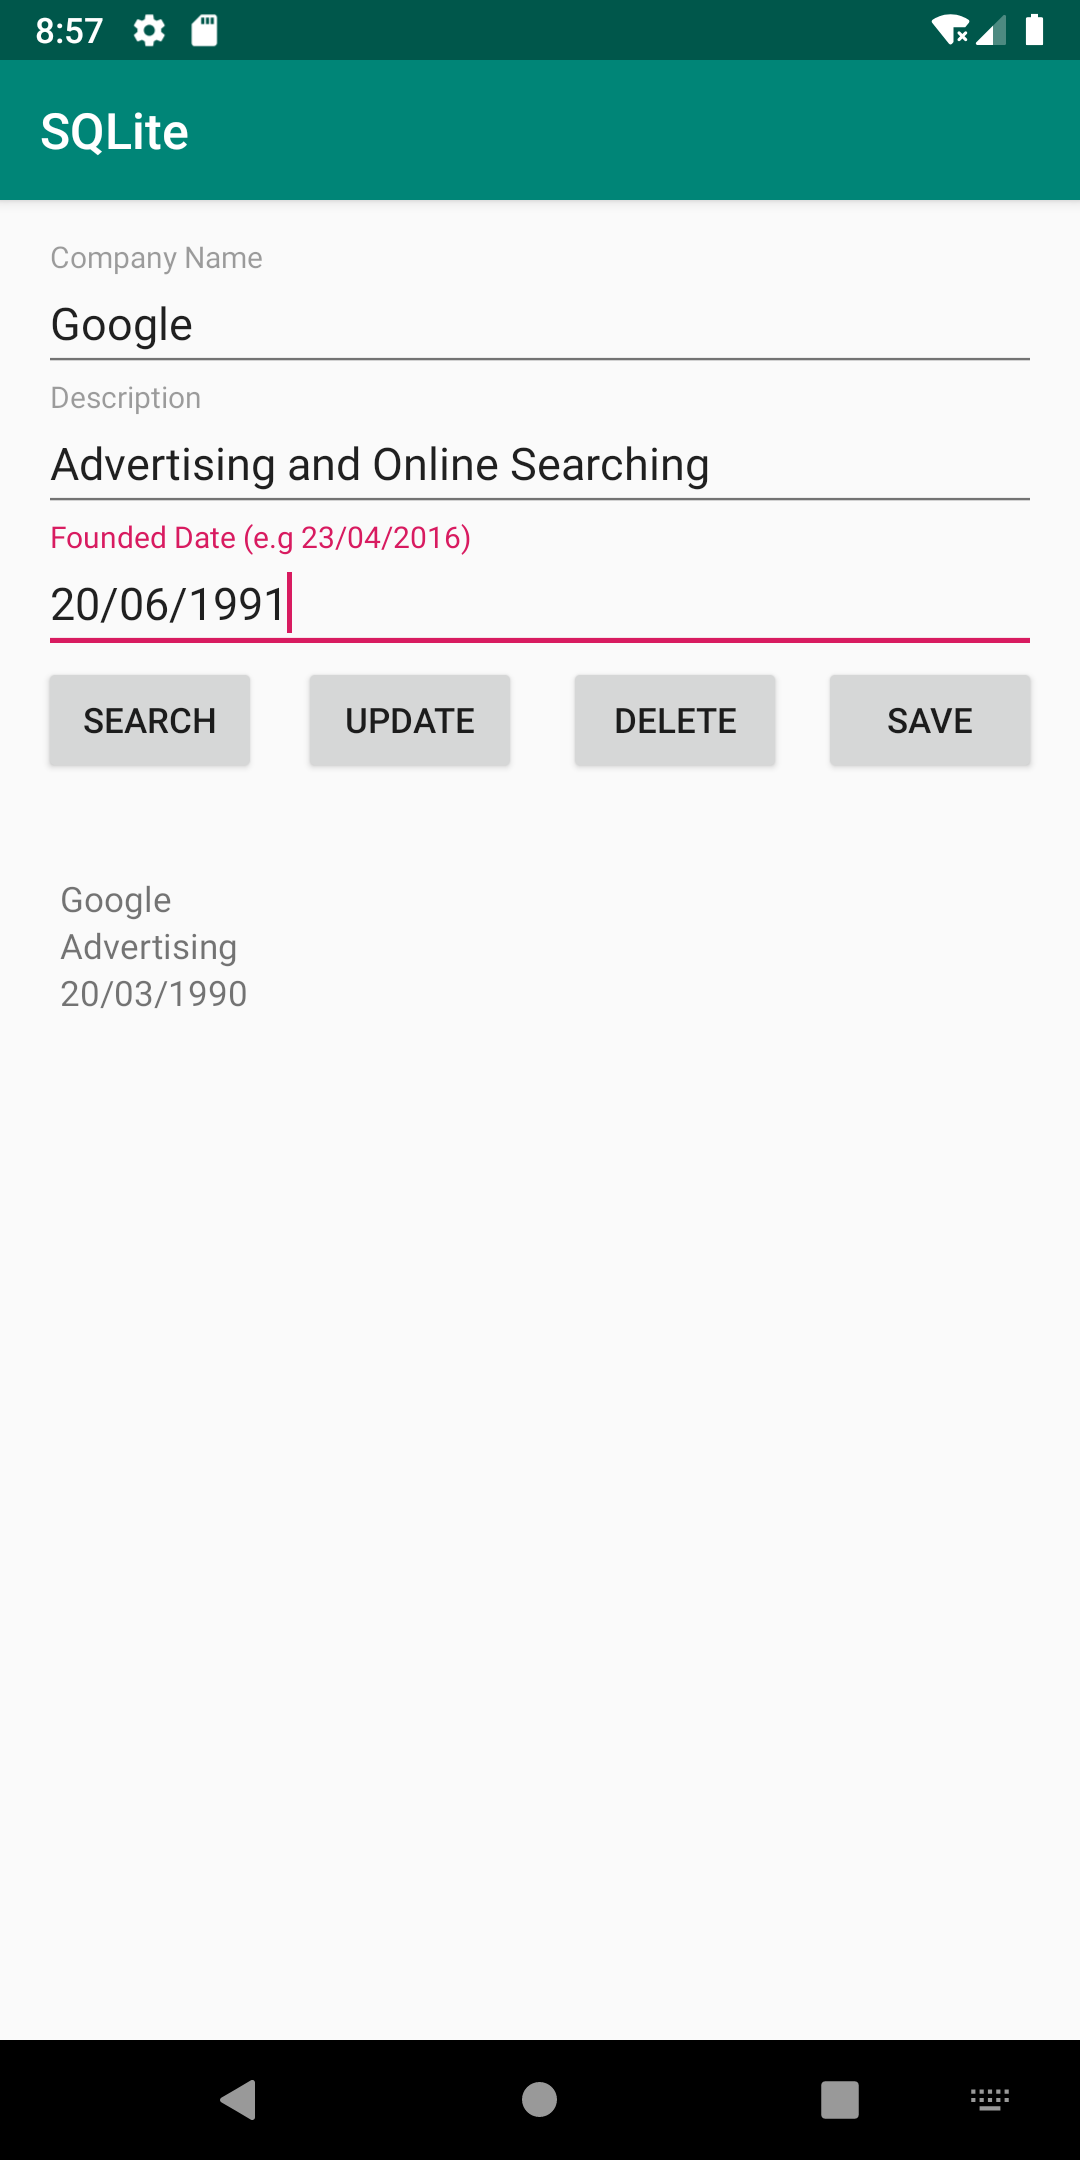 8:57
SQLite
Company Name
Google
Description
Advertising and Online Searching
Founded Date (e.g 23/04/2016)
20/06/1991
SEARCH UPDATE DELETE SAVE
Google
Advertising
20/03/1990